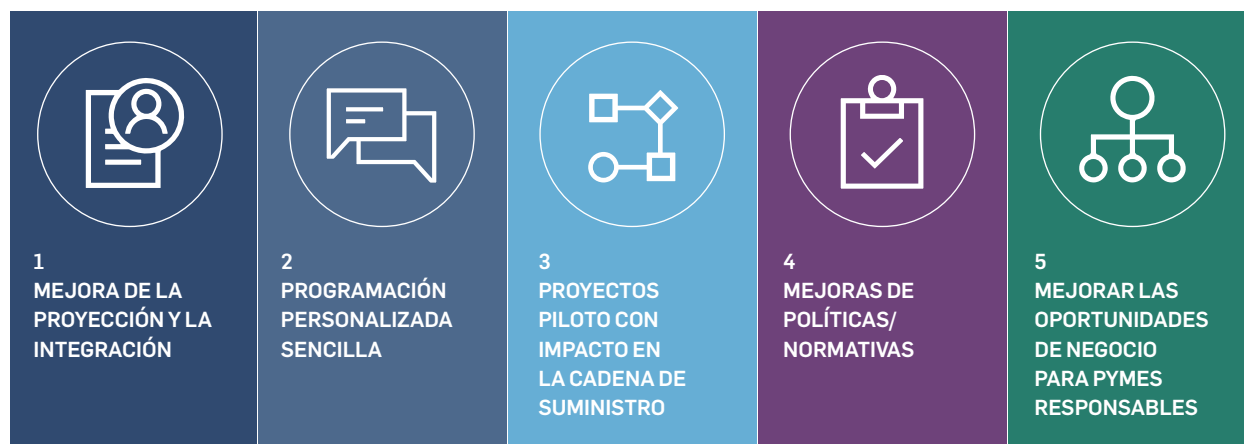 1
MEJORA DE LA
PROYECCIÓN Y LA
INTEGRACIÓN
2
PROGRAMACIÓN
PERSONALIZADA
SENCILLA
3
PROYECTOS
PILOTO CON
IMPACTO EN
LA CADENA DE
SUMINISTRO
4
MEJORAS DE
POLÍTICAS/
NORMATIVAS
5
MEJORAR LAS
OPORTUNIDADES
DE NEGOCIO
PARA PYMES
RESPONSABLES